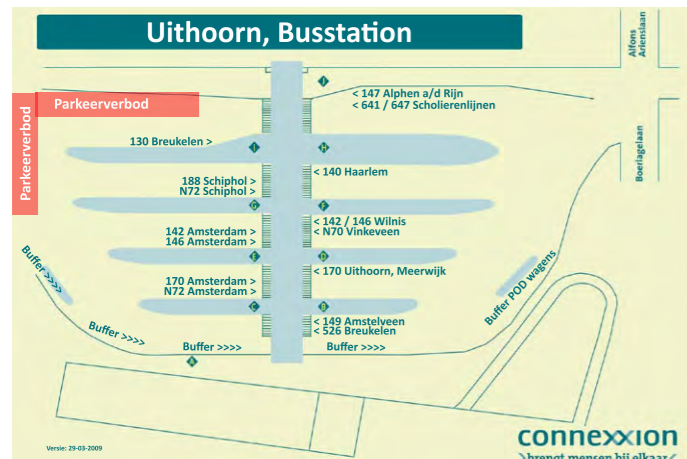 Uithoorn, Busstation
Alfons
Arienslaan
Parkeerverbod
Parkeerverbod
J
< 147 Alphen a/d Rijn
< 641 / 647 Scholierenlijnen
130 Breukelen >
I
H
Boerlagelaan
< 140 Haarlem
188 Schiphol >
N72 Schiphol >
G
F
< 142 / 146 Wilnis
< N70 Vinkeveen
142 Amsterdam >
146 Amsterdam >
E
D
Buffer >>>>
< 170 Uithoorn, Meerwijk
170 Amsterdam >
N72 Amsterdam >
C
B
Buffer POD wagens
< 149 Amstelveen
< 526 Breukelen
Buffer >>>>
Buffer >>>>
Buffer >>>>
A
connexxion
>brengt mensen bij elkaar<
Versie: 29-03-2009